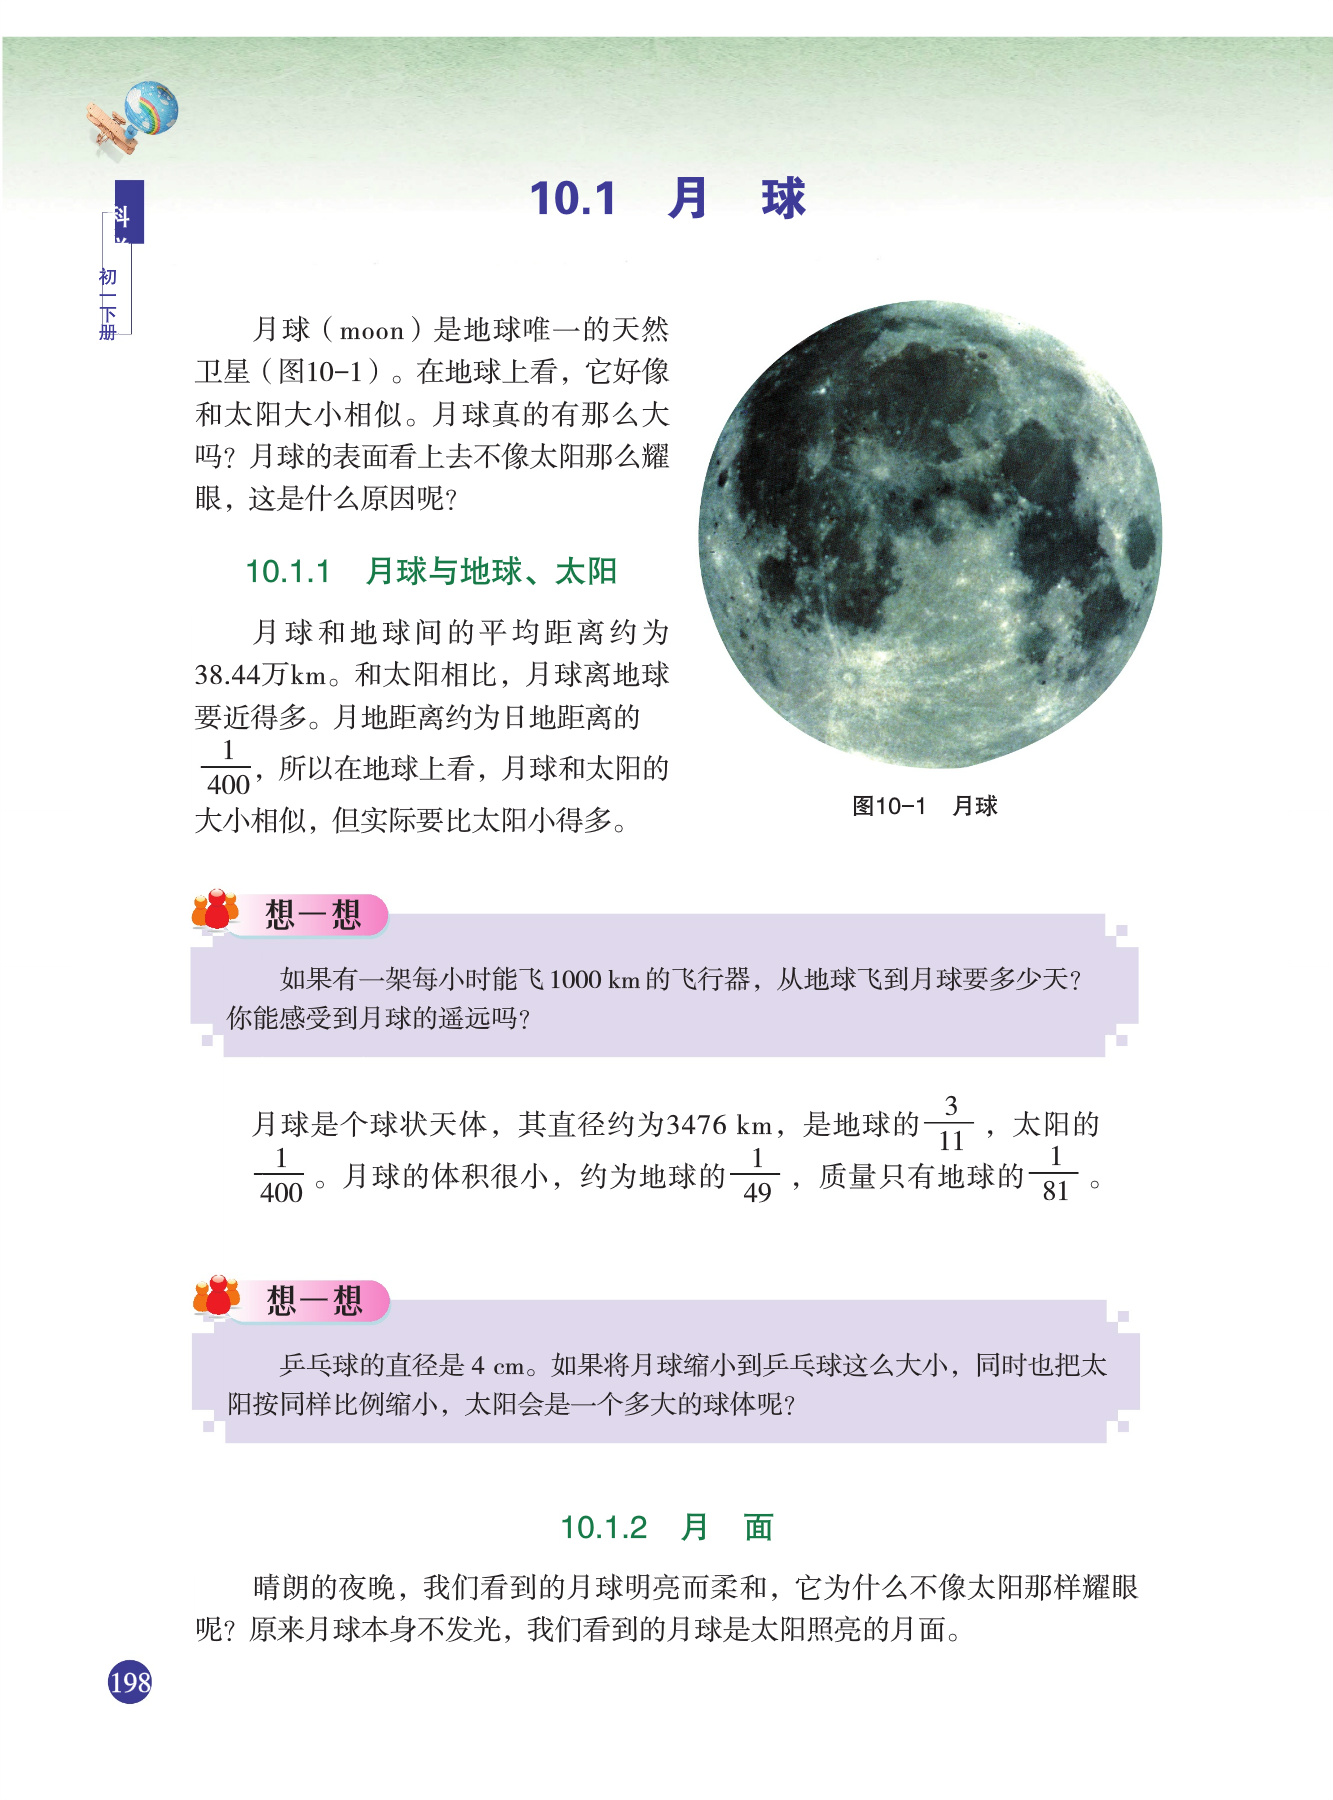 科
初一下册
10.1 月 球
月球（moon）是地球唯一的天然
卫星（图10-1）。在地球上看，它好像
和太阳大小相似。月球真的有那么大
吗？月球的表面看上去不像太阳那么耀
眼，这是什么原因呢？
10.1.1 月球与地球、太阳
月球和地球间的平均距离约为
38.44万km。和太阳相比，月球离地球
要近得多。月地距离约为日地距离的
1/400，所以在地球上看，月球和太阳的
大小相似，但实际要比太阳小得多。
图10-1 月球
想一想
如果有一架每小时能飞1000 km的飞行器，从地球飞到月球要多少天？
你能感受到月球的遥远吗？
月球是个球状天体，其直径约为3476 km，是地球的3/11，太阳的
1/400。月球的体积很小，约为地球的1/49，质量只有地球的1/81。
想一想
乒乓球的直径是 4 cm。如果将月球缩小到乒乓球这么大小，同时也把太
阳按同样比例缩小，太阳会是一个多大的球体呢？
10.1.2 月 面
晴朗的夜晚，我们看到的月球明亮而柔和，它为什么不像太阳那样耀眼
呢？原来月球本身不发光，我们看到的月球是太阳照亮的月面。
198